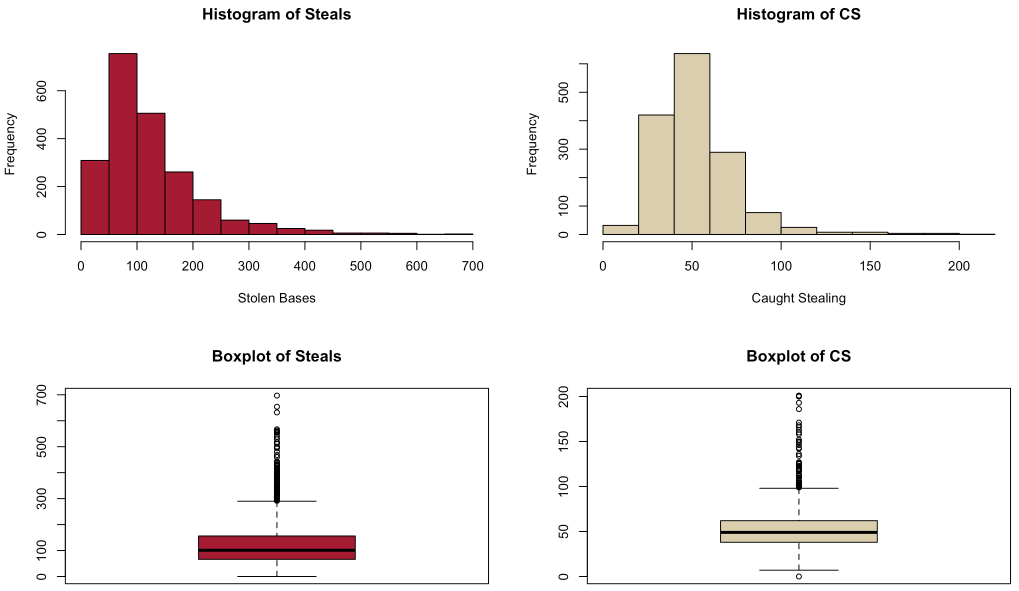 Histogram of Steals
Frequency
0 200 400 600
0 100 200 300 400 500 600 700
Stolen Bases
Histogram of CS
Frequency
0 100 300 500
0 50 100 150 200
Caught Stealing
Boxplot of Steals
0 100 300 500 700
Boxplot of CS
0 50 100 150 200